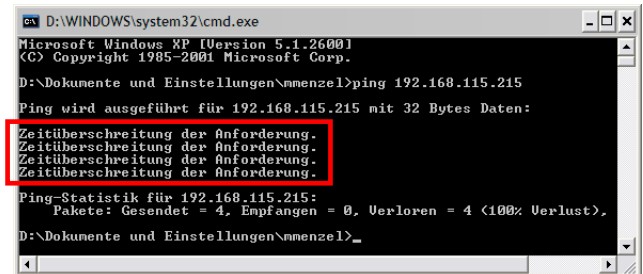 D:\WINDOWS\system32\cmd.exe
Microsoft Windows XP [Version 5.1.2600]
(C) Copyright 1985-2001 Microsoft Corp.
D:\Dokumente und Einstellungen\mmenzel>ping 192.168.115.215
Ping wird ausgeführt für 192.168.115.215 mit 32 Bytes Daten:
Zeitüberschreitung der Anforderung.
Zeitüberschreitung der Anforderung.
Zeitüberschreitung der Anforderung.
Zeitüberschreitung der Anforderung.
Ping-Statistik für 192.168.115.215:
Pakete: Gesendet = 4, Empfangen = 0, Verloren = 4 (100% Verlust),
D:\Dokumente und Einstellungen\mmenzel>_